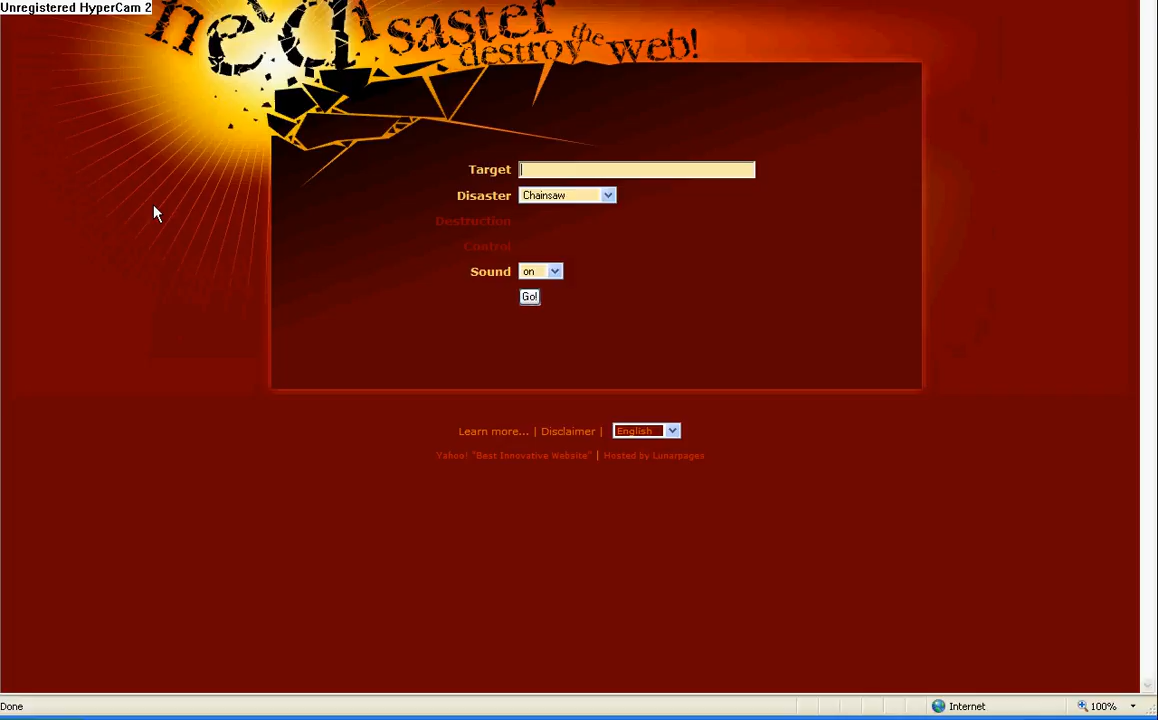 Unregistered HyperCam 2
netdisaster
destroy the web!
Target
Disaster Chainsaw
Destruction
Control
Sound on
Go!
Learn more... | Disclaimer | English
Yahoo! "Best Innovative Website" | Hosted by Lunarpages
Done Internet 100%